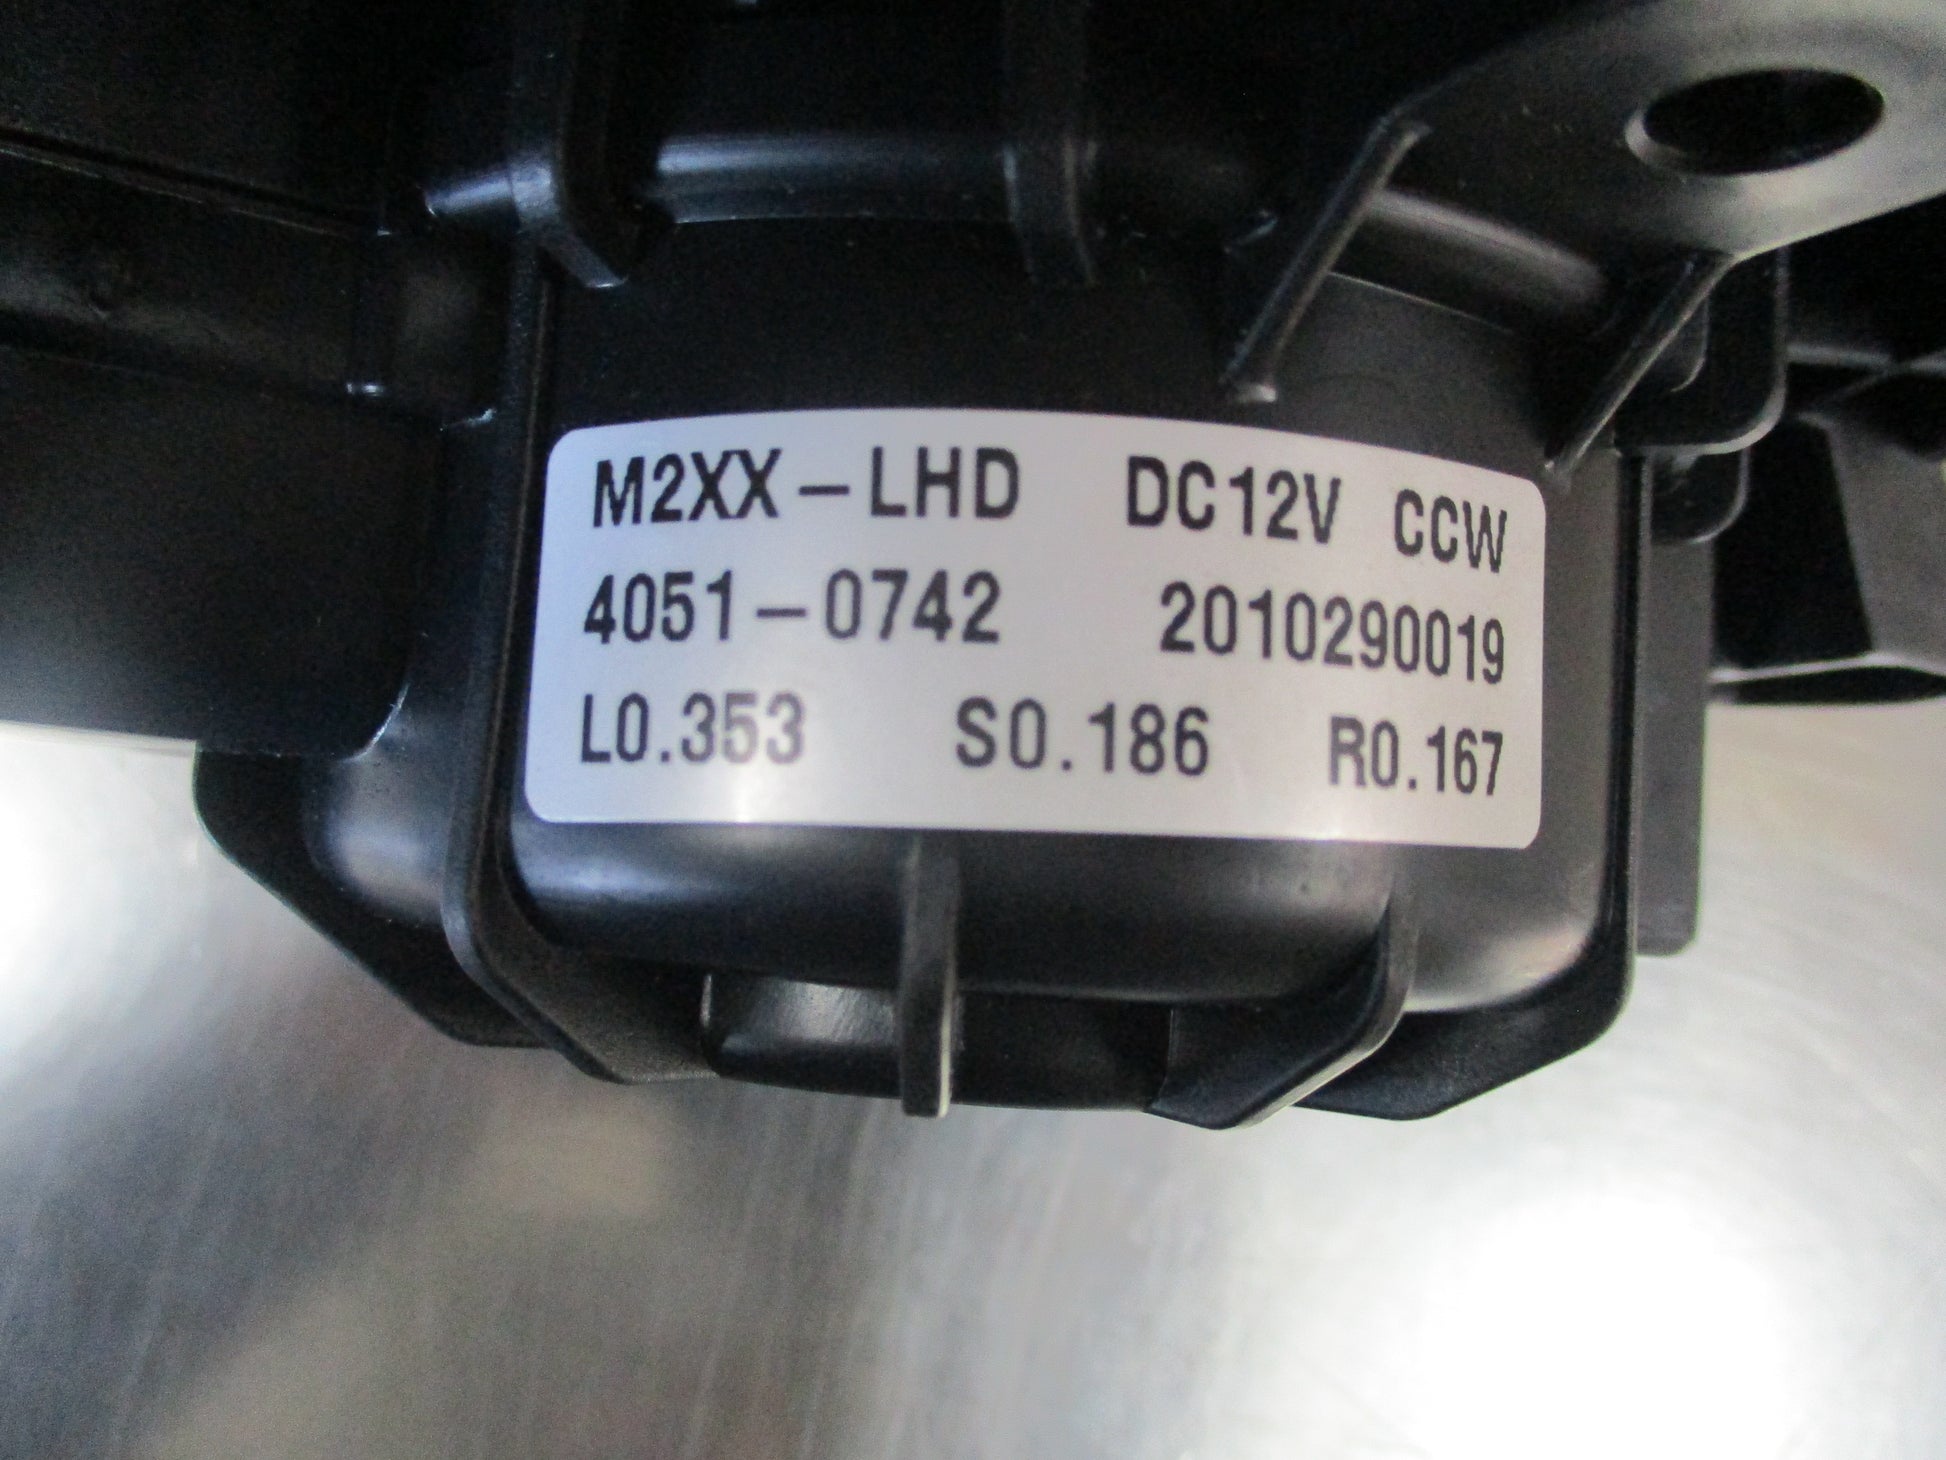 M2XX-LHD DC12V CCW
4051-0742 2010290019
L0.353 S0.186 R0.167